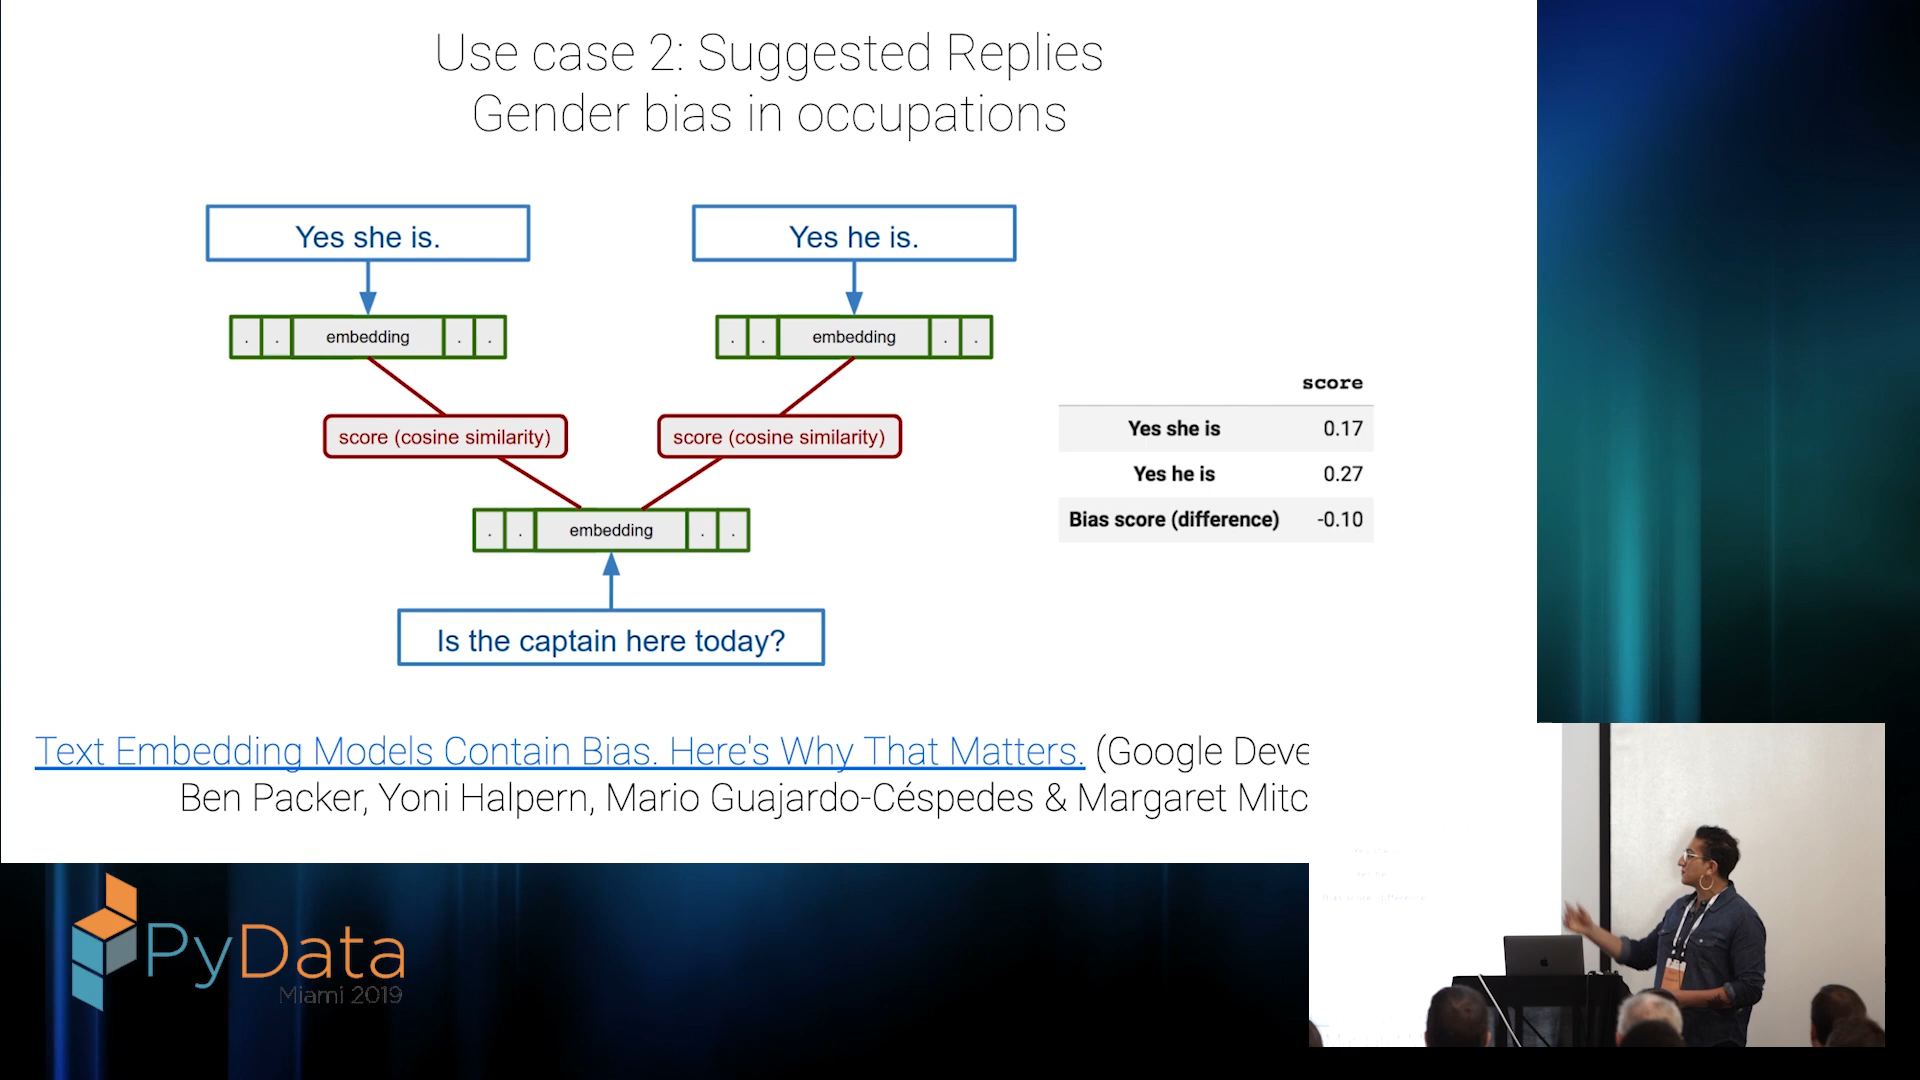 Use case 2: Suggested Replies
Gender bias in occupations
Yes she is.
Yes he is.
. . embedding . .
. . embedding . .
score (cosine similarity)
score (cosine similarity)
. . embedding . .
Is the captain here today?
score
Yes she is 0.17
Yes he is 0.27
Bias score (difference) -0.10
Text Embedding Models Contain Bias. Here's Why That Matters. (Google Deve
Ben Packer, Yoni Halpern, Mario Guajardo-Céspedes & Margaret Mitc
PyData
Miami 2019